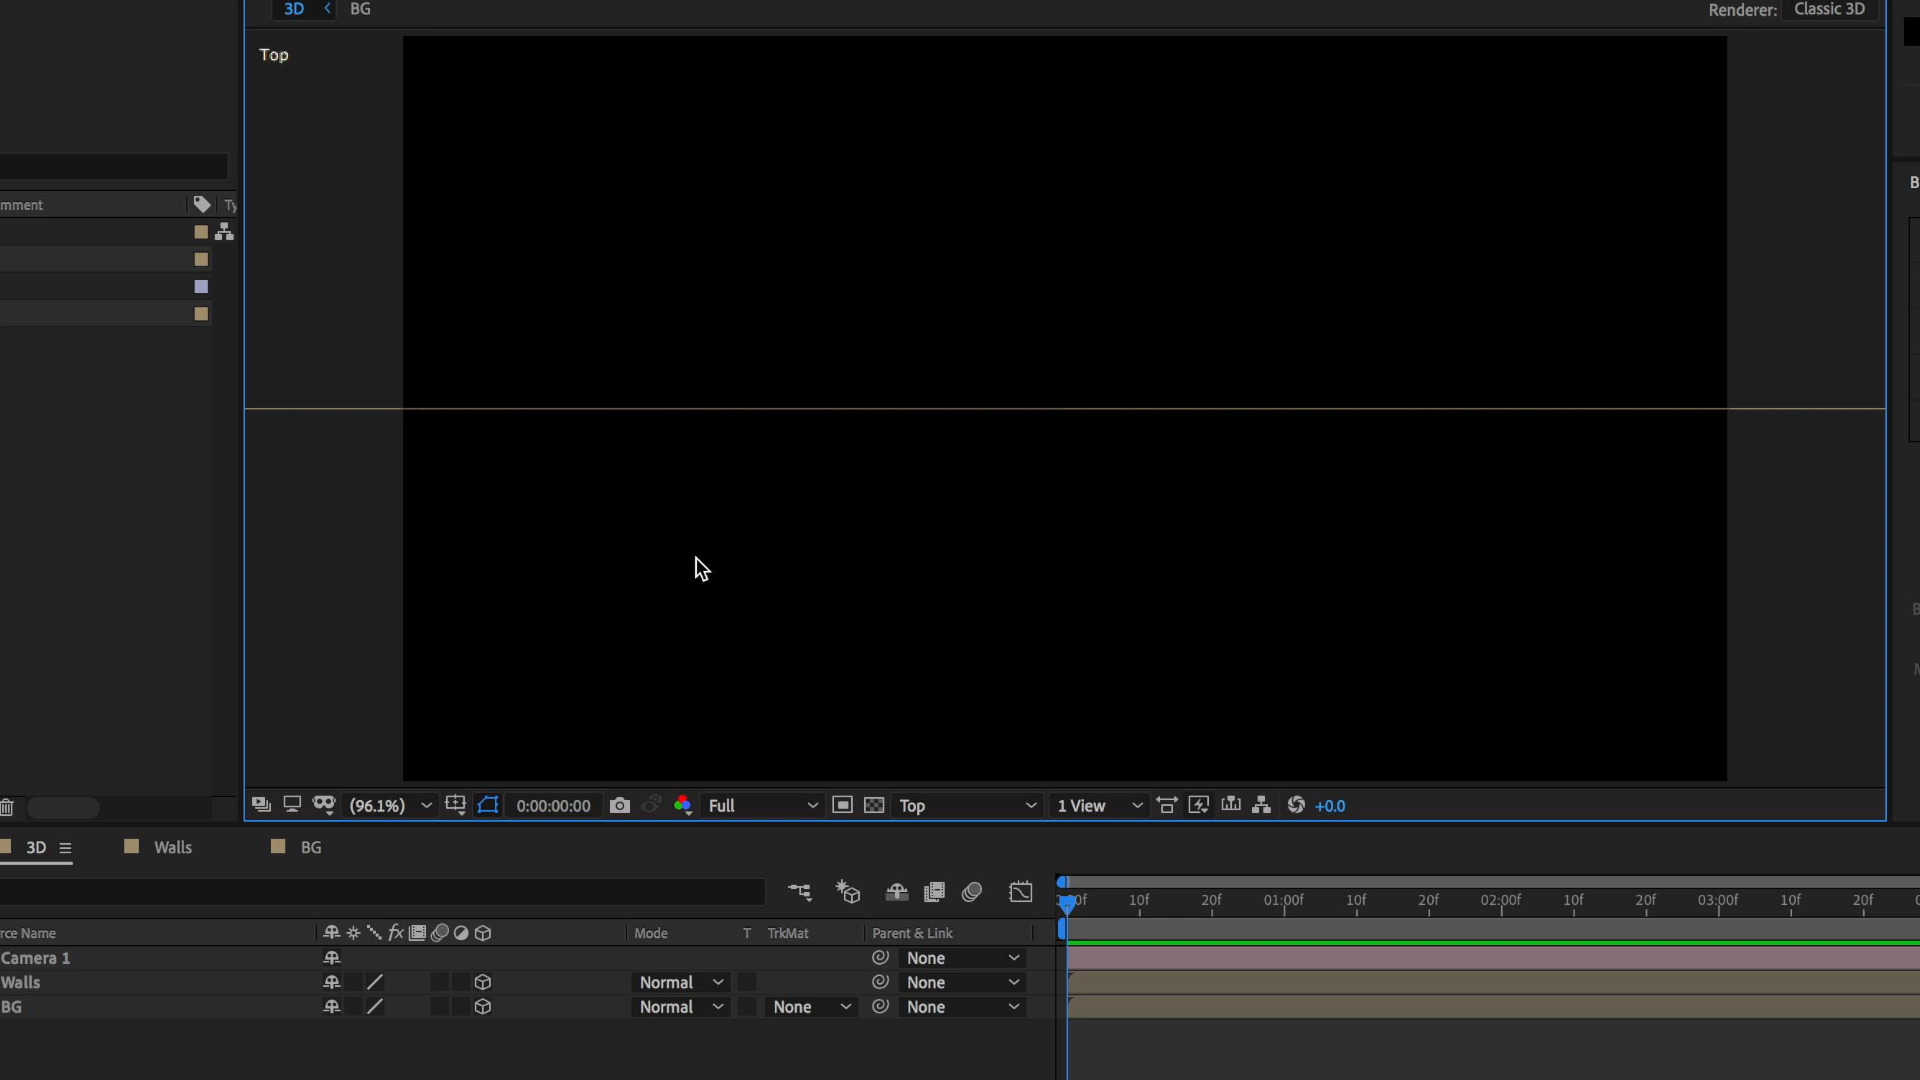 3D BG
Renderer: Classic 3D
Top
mment
Ty
B
(96.1%) 0:00:00:00 Full Top 1 View +0.0
3D Walls BG
10f 20f 01:00f 10f 20f 02:00f 10f 20f 03:00f 10f 20f
rce Name fx Mode T TrkMat Parent & Link
Camera 1 None
Walls Normal None
BG Normal None None